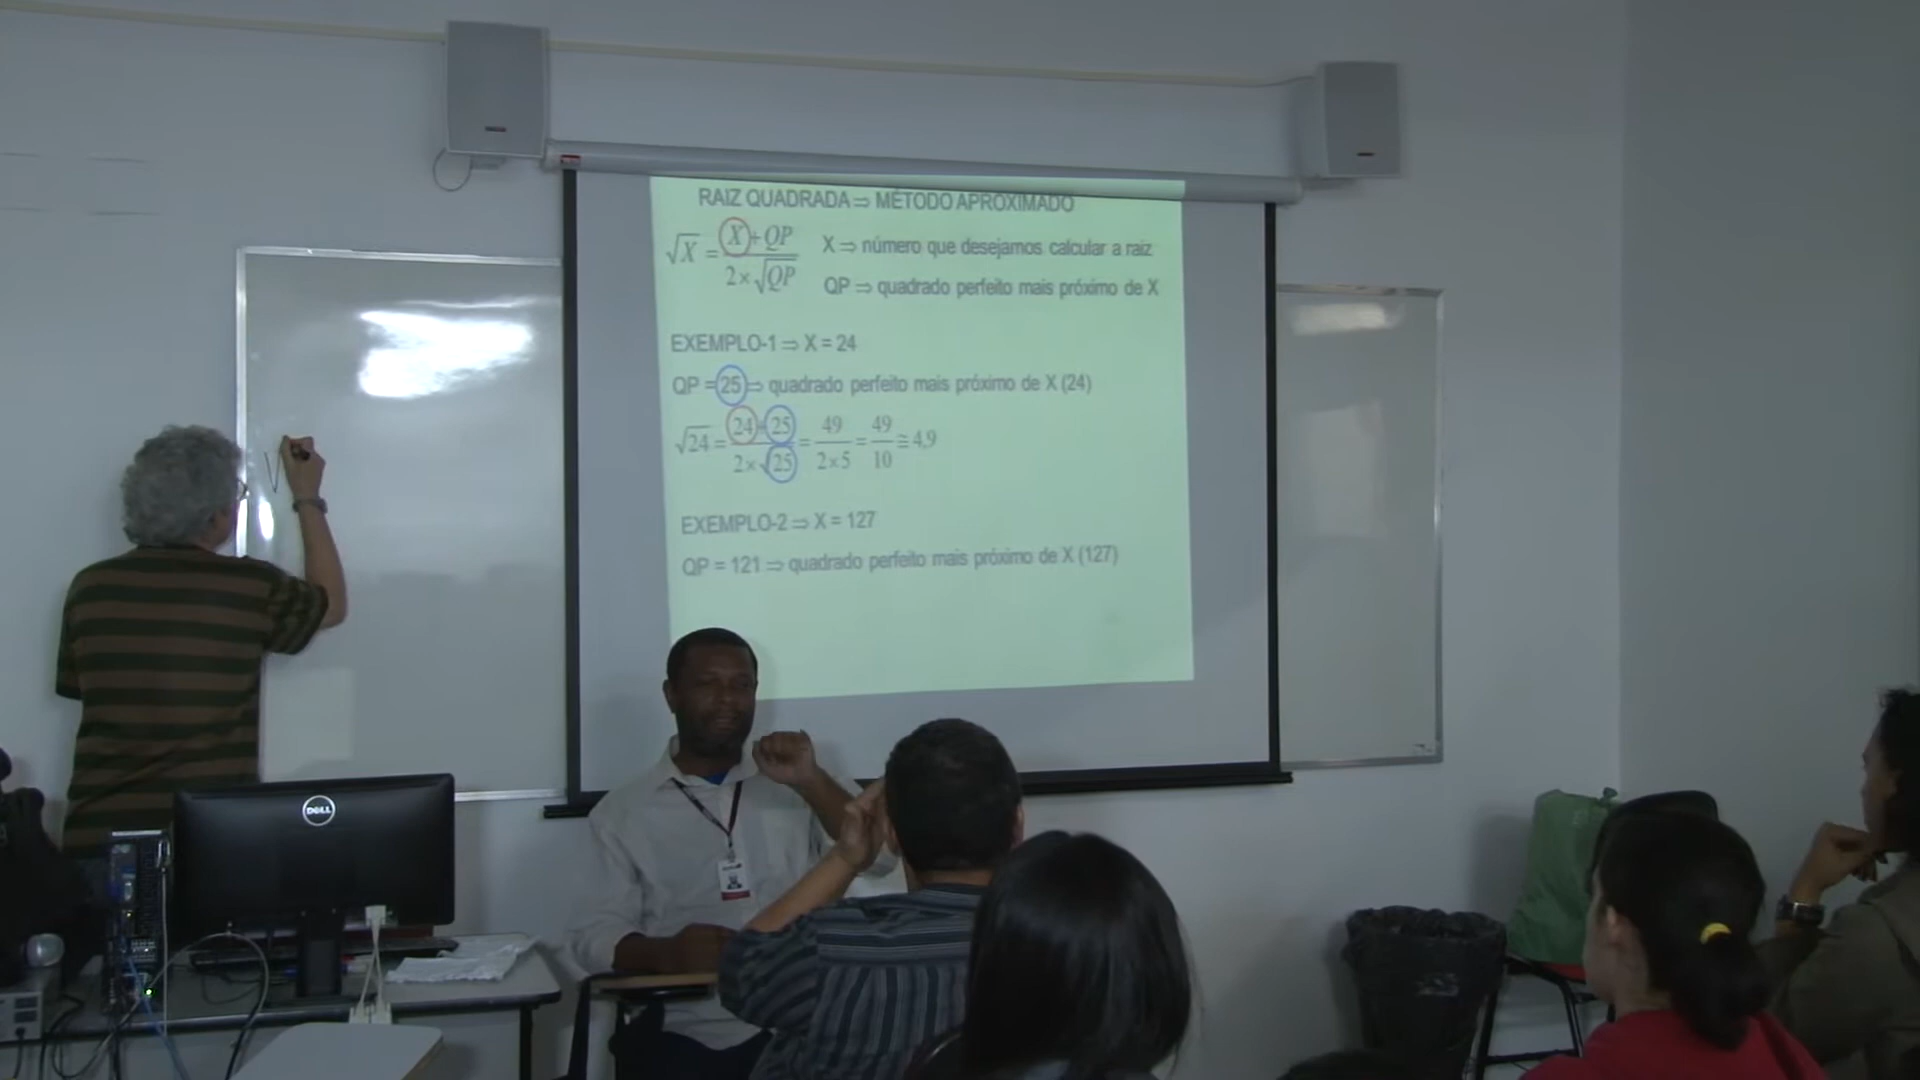 RAIZ QUADRADA ⇒ MÉTODO APROXIMADO
√X = (X + QP) / (2 × √QP)
X ⇒ número que desejamos calcular a raiz
QP ⇒ quadrado perfeito mais próximo de X
EXEMPLO-1 ⇒ X = 24
QP = 25 ⇒ quadrado perfeito mais próximo de X (24)
√24 = (24 + 25) / (2 × √25) = 49 / (2 × 5) = 49 / 10 ≅ 4,9
EXEMPLO-2 ⇒ X = 127
QP = 121 ⇒ quadrado perfeito mais próximo de X (127)
DELL